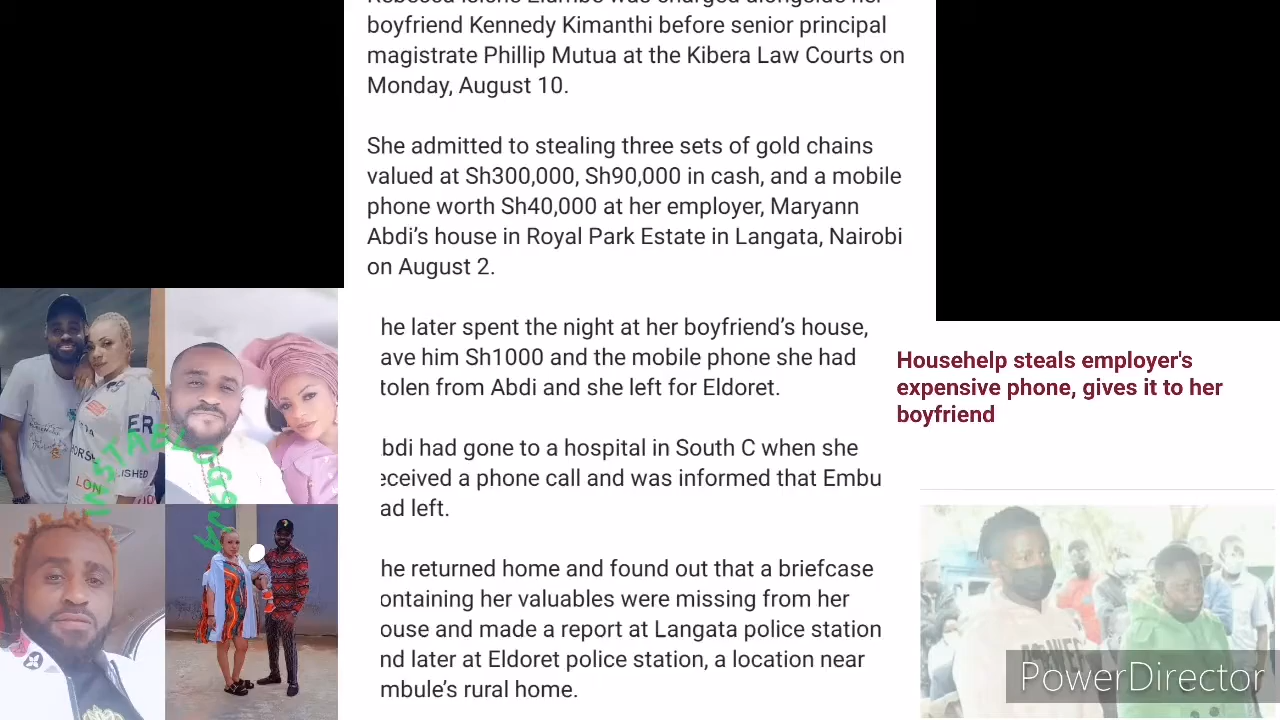 boyfriend Kennedy Kimanthi before senior principal
magistrate Phillip Mutua at the Kibera Law Courts on
Monday, August 10.
She admitted to stealing three sets of gold chains
valued at Sh300,000, Sh90,000 in cash, and a mobile
phone worth Sh40,000 at her employer, Maryann
Abdi's house in Royal Park Estate in Langata, Nairobi
on August 2.
he later spent the night at her boyfriend's house,
ave him Sh1000 and the mobile phone she had
tolen from Abdi and she left for Eldoret.
bdi had gone to a hospital in South C when she
eceived a phone call and was informed that Embu
ad left.
he returned home and found out that a briefcase
ontaining her valuables were missing from her
ouse and made a report at Langata police station
nd later at Eldoret police station, a location near
mbule's rural home.
Househelp steals employer's
expensive phone, gives it to her
boyfriend
INSTABLOG9JA
ER
LON
PowerDirector